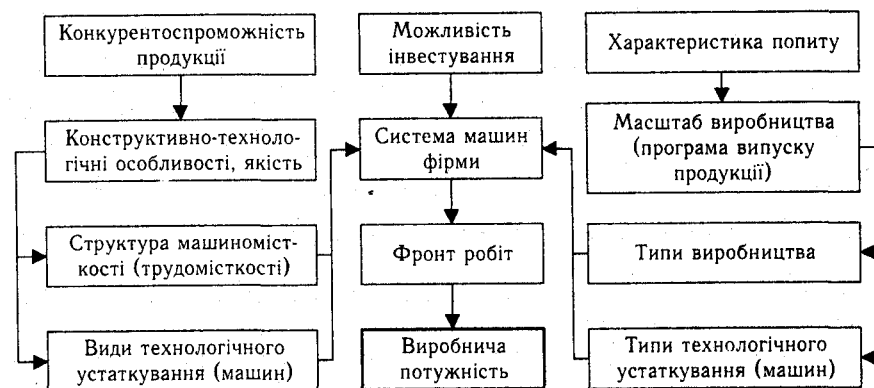 Конкурентоспроможність
продукції
Можливість
інвестування
Характеристика попиту
Конструктивно-техноло-
гічні особливості, якість
Система машин
фірми
Масштаб виробництва
(програма випуску
продукції)
Структура машиноміст-
кості (трудомісткості)
Фронт робіт
Типи виробництва
Види технологічного
устаткування (машин)
Виробнича
потужність
Типи технологічного
устаткування (машин)